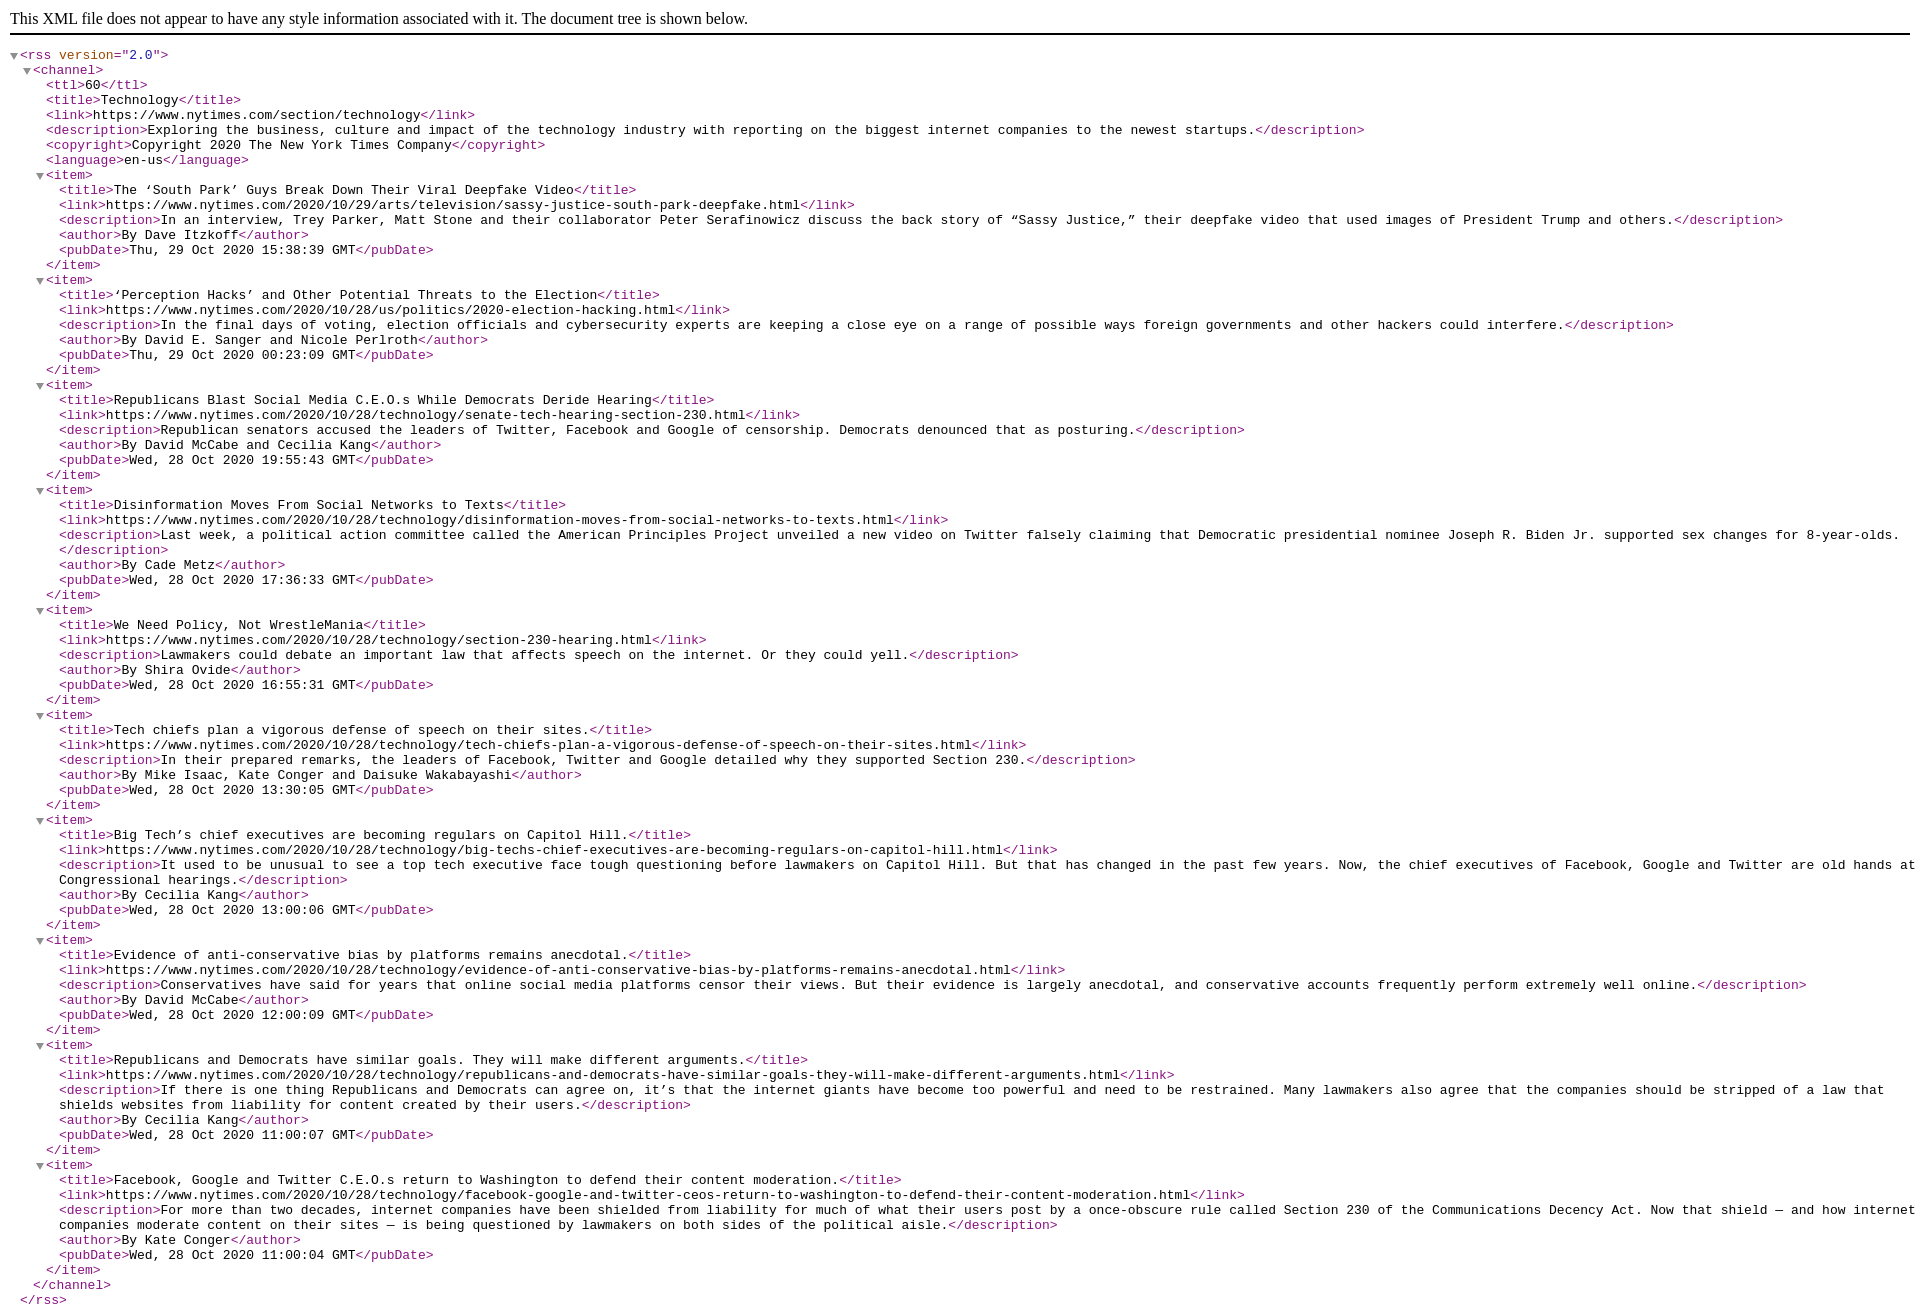 This XML file does not appear to have any style information associated with it. The document tree is shown below.
<rss version="2.0">
<channel>
<ttl>60</ttl>
<title>Technology</title>
<link>https://www.nytimes.com/section/technology</link>
<description>Exploring the business, culture and impact of the technology industry with reporting on the biggest internet companies to the newest startups.</description>
<copyright>Copyright 2020 The New York Times Company</copyright>
<language>en-us</language>
<item>
<title>The ‘South Park’ Guys Break Down Their Viral Deepfake Video</title>
<link>https://www.nytimes.com/2020/10/29/arts/television/sassy-justice-south-park-deepfake.html</link>
<description>In an interview, Trey Parker, Matt Stone and their collaborator Peter Serafinowicz discuss the back story of “Sassy Justice,” their deepfake video that used images of President Trump and others.</description>
<author>By Dave Itzkoff</author>
<pubDate>Thu, 29 Oct 2020 15:38:39 GMT</pubDate>
</item>
<item>
<title>‘Perception Hacks’ and Other Potential Threats to the Election</title>
<link>https://www.nytimes.com/2020/10/28/us/politics/2020-election-hacking.html</link>
<description>In the final days of voting, election officials and cybersecurity experts are keeping a close eye on a range of possible ways foreign governments and other hackers could interfere.</description>
<author>By David E. Sanger and Nicole Perlroth</author>
<pubDate>Thu, 29 Oct 2020 00:23:09 GMT</pubDate>
</item>
<item>
<title>Republicans Blast Social Media C.E.O.s While Democrats Deride Hearing</title>
<link>https://www.nytimes.com/2020/10/28/technology/senate-tech-hearing-section-230.html</link>
<description>Republican senators accused the leaders of Twitter, Facebook and Google of censorship. Democrats denounced that as posturing.</description>
<author>By David McCabe and Cecilia Kang</author>
<pubDate>Wed, 28 Oct 2020 19:55:43 GMT</pubDate>
</item>
<item>
<title>Disinformation Moves From Social Networks to Texts</title>
<link>https://www.nytimes.com/2020/10/28/technology/disinformation-moves-from-social-networks-to-texts.html</link>
<description>Last week, a political action committee called the American Principles Project unveiled a new video on Twitter falsely claiming that Democratic presidential nominee Joseph R. Biden Jr. supported sex changes for 8-year-olds.
</description>
<author>By Cade Metz</author>
<pubDate>Wed, 28 Oct 2020 17:36:33 GMT</pubDate>
</item>
<item>
<title>We Need Policy, Not WrestleMania</title>
<link>https://www.nytimes.com/2020/10/28/technology/section-230-hearing.html</link>
<description>Lawmakers could debate an important law that affects speech on the internet. Or they could yell.</description>
<author>By Shira Ovide</author>
<pubDate>Wed, 28 Oct 2020 16:55:31 GMT</pubDate>
</item>
<item>
<title>Tech chiefs plan a vigorous defense of speech on their sites.</title>
<link>https://www.nytimes.com/2020/10/28/technology/tech-chiefs-plan-a-vigorous-defense-of-speech-on-their-sites.html</link>
<description>In their prepared remarks, the leaders of Facebook, Twitter and Google detailed why they supported Section 230.</description>
<author>By Mike Isaac, Kate Conger and Daisuke Wakabayashi</author>
<pubDate>Wed, 28 Oct 2020 13:30:05 GMT</pubDate>
</item>
<item>
<title>Big Tech’s chief executives are becoming regulars on Capitol Hill.</title>
<link>https://www.nytimes.com/2020/10/28/technology/big-techs-chief-executives-are-becoming-regulars-on-capitol-hill.html</link>
<description>It used to be unusual to see a top tech executive face tough questioning before lawmakers on Capitol Hill. But that has changed in the past few years. Now, the chief executives of Facebook, Google and Twitter are old hands at
Congressional hearings.</description>
<author>By Cecilia Kang</author>
<pubDate>Wed, 28 Oct 2020 13:00:06 GMT</pubDate>
</item>
<item>
<title>Evidence of anti-conservative bias by platforms remains anecdotal.</title>
<link>https://www.nytimes.com/2020/10/28/technology/evidence-of-anti-conservative-bias-by-platforms-remains-anecdotal.html</link>
<description>Conservatives have said for years that online social media platforms censor their views. But their evidence is largely anecdotal, and conservative accounts frequently perform extremely well online.</description>
<author>By David McCabe</author>
<pubDate>Wed, 28 Oct 2020 12:00:09 GMT</pubDate>
</item>
<item>
<title>Republicans and Democrats have similar goals. They will make different arguments.</title>
<link>https://www.nytimes.com/2020/10/28/technology/republicans-and-democrats-have-similar-goals-they-will-make-different-arguments.html</link>
<description>If there is one thing Republicans and Democrats can agree on, it’s that the internet giants have become too powerful and need to be restrained. Many lawmakers also agree that the companies should be stripped of a law that
shields websites from liability for content created by their users.</description>
<author>By Cecilia Kang</author>
<pubDate>Wed, 28 Oct 2020 11:00:07 GMT</pubDate>
</item>
<item>
<title>Facebook, Google and Twitter C.E.O.s return to Washington to defend their content moderation.</title>
<link>https://www.nytimes.com/2020/10/28/technology/facebook-google-and-twitter-ceos-return-to-washington-to-defend-their-content-moderation.html</link>
<description>For more than two decades, internet companies have been shielded from liability for much of what their users post by a once-obscure rule called Section 230 of the Communications Decency Act. Now that shield — and how internet
companies moderate content on their sites — is being questioned by lawmakers on both sides of the political aisle.</description>
<author>By Kate Conger</author>
<pubDate>Wed, 28 Oct 2020 11:00:04 GMT</pubDate>
</item>
</channel>
</rss>